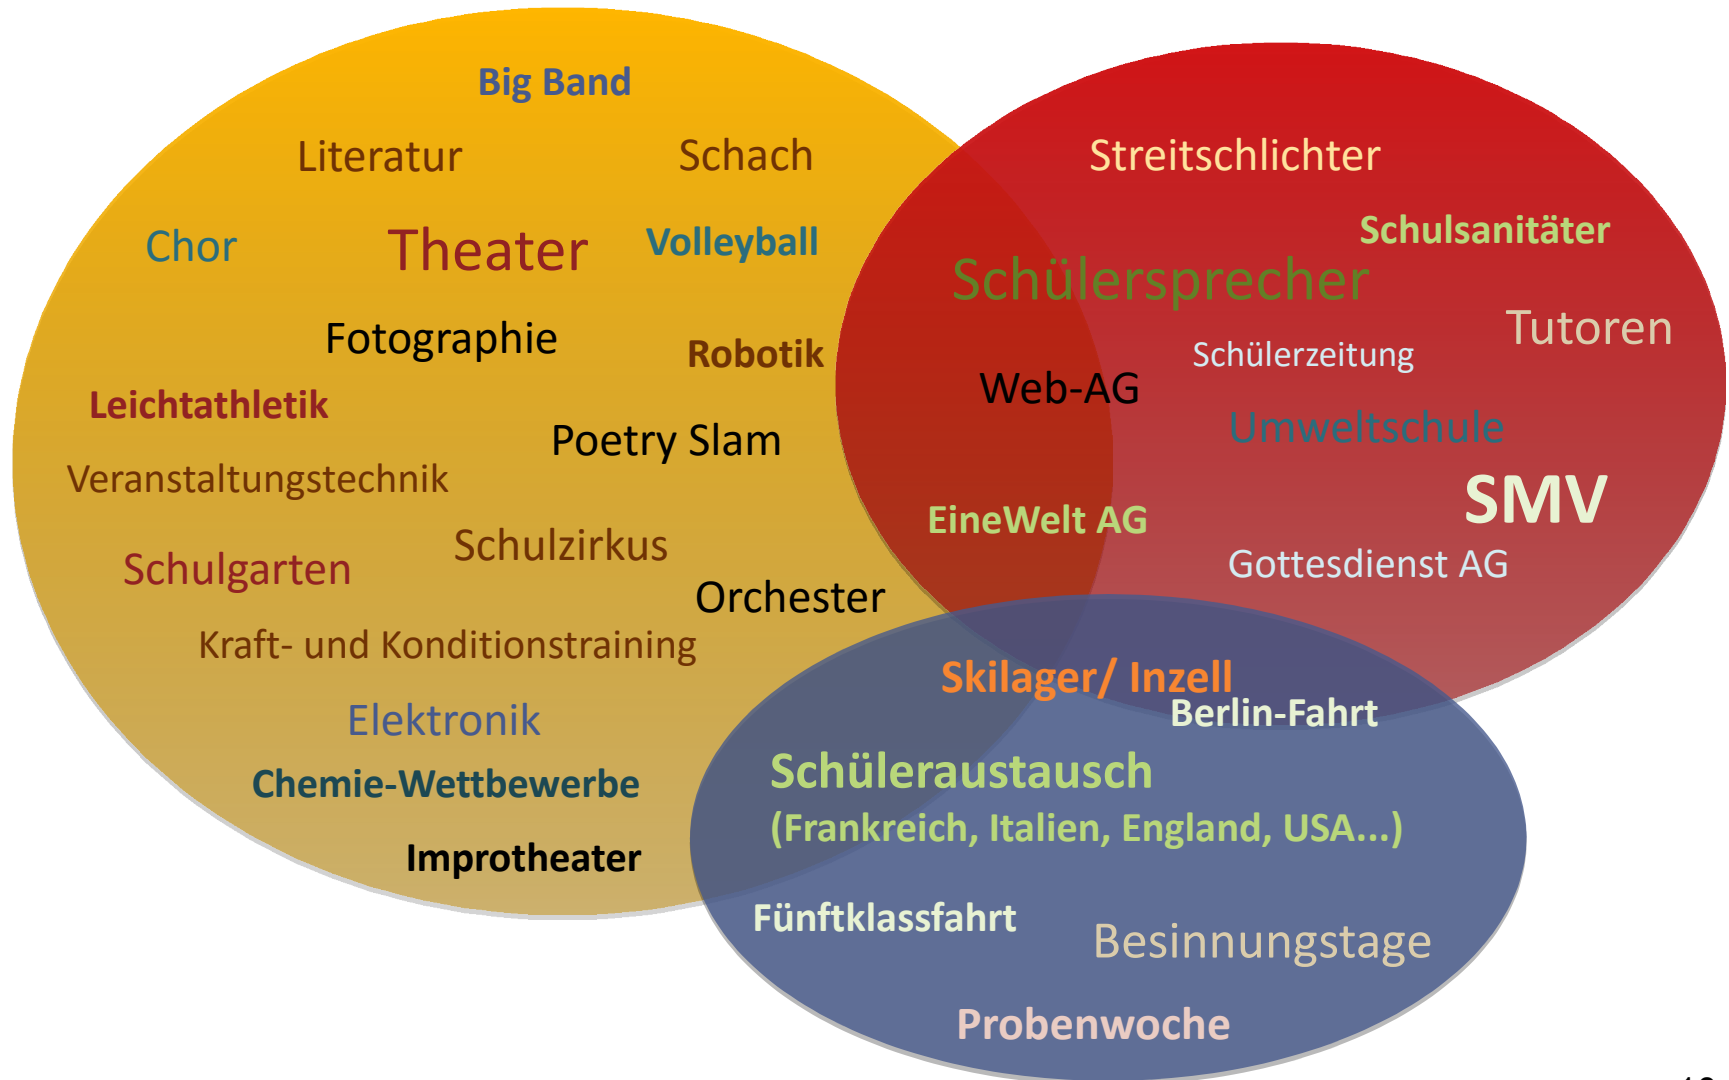 Big Band
Literatur
Schach
Chor
Theater
Volleyball
Fotographie
Robotik
Leichtathletik
Poetry Slam
Veranstaltungstechnik
Schulzirkus
Schulgarten
Orchester
Kraft- und Konditionstraining
Elektronik
Chemie-Wettbewerbe
Improtheater
Streitschlichter
Schulsanitäter
Schülersprecher
Tutoren
Schülerzeitung
Web-AG
Umweltschule
SMV
EineWelt AG
Gottesdienst AG
Skilager/ Inzell
Berlin-Fahrt
Schüleraustausch
(Frankreich, Italien, England, USA...)
Fünftklassfahrt
Besinnungstage
Probenwoche